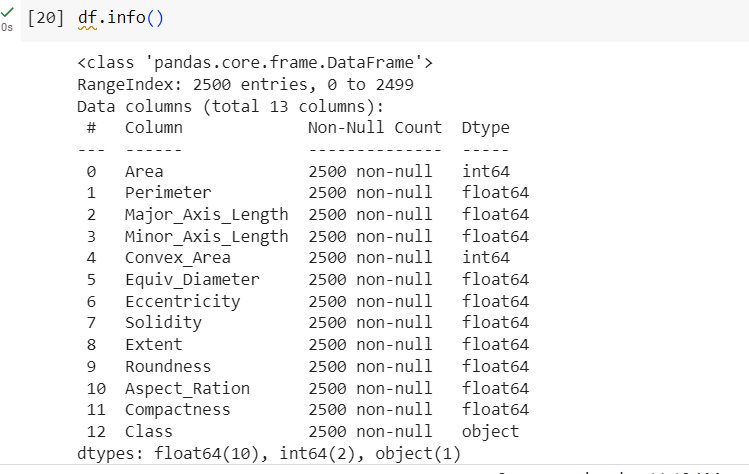 0s
[20] df.info()
<class 'pandas.core.frame.DataFrame'>
RangeIndex: 2500 entries, 0 to 2499
Data columns (total 13 columns):
 #   Column             Non-Null Count  Dtype
---  ------             --------------  -----
 0   Area               2500 non-null   int64
 1   Perimeter          2500 non-null   float64
 2   Major_Axis_Length  2500 non-null   float64
 3   Minor_Axis_Length  2500 non-null   float64
 4   Convex_Area        2500 non-null   int64
 5   Equiv_Diameter     2500 non-null   float64
 6   Eccentricity       2500 non-null   float64
 7   Solidity           2500 non-null   float64
 8   Extent             2500 non-null   float64
 9   Roundness          2500 non-null   float64
 10  Aspect_Ration      2500 non-null   float64
 11  Compactness        2500 non-null   float64
 12  Class              2500 non-null   object
dtypes: float64(10), int64(2), object(1)